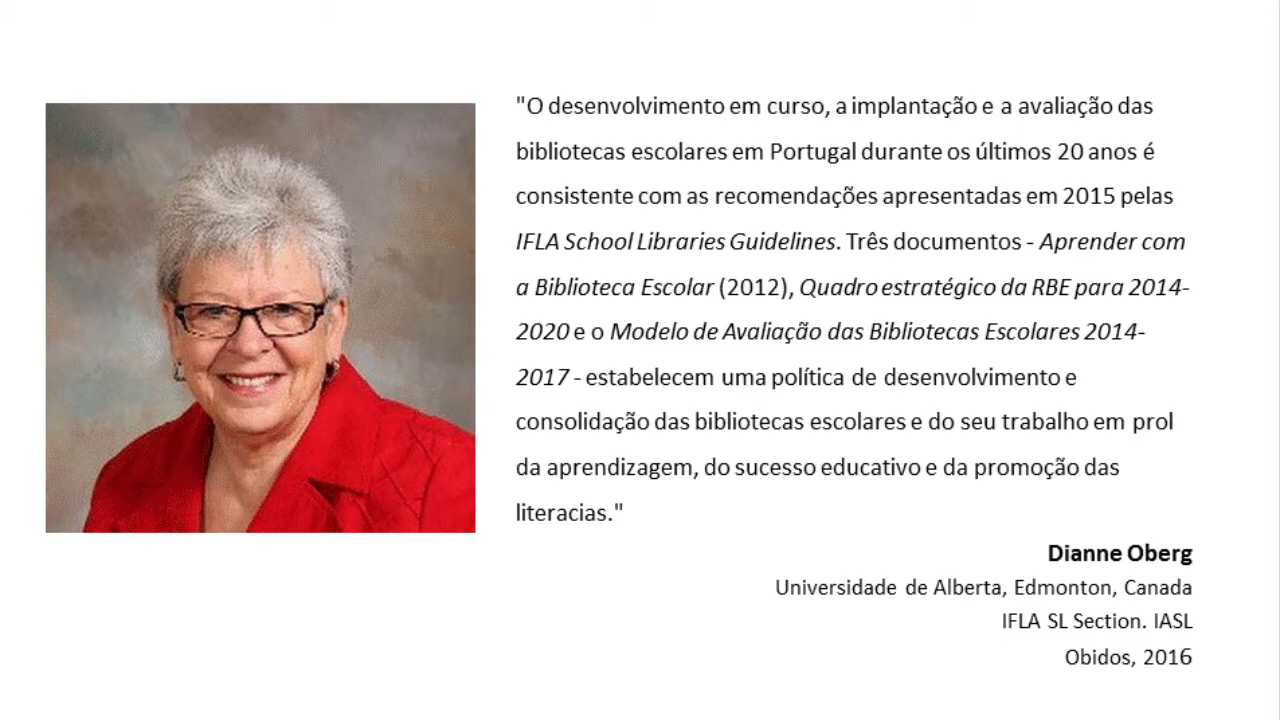 "O desenvolvimento em curso, a implantação e a avaliação das
bibliotecas escolares em Portugal durante os últimos 20 anos é
consistente com as recomendações apresentadas em 2015 pelas
IFLA School Libraries Guidelines. Três documentos - Aprender com
a Biblioteca Escolar (2012), Quadro estratégico da RBE para 2014-
2020 e o Modelo de Avaliação das Bibliotecas Escolares 2014-
2017 - estabelecem uma política de desenvolvimento e
consolidação das bibliotecas escolares e do seu trabalho em prol
da aprendizagem, do sucesso educativo e da promoção das
literacias."
Dianne Oberg
Universidade de Alberta, Edmonton, Canada
IFLA SL Section. IASL
Obidos, 2016